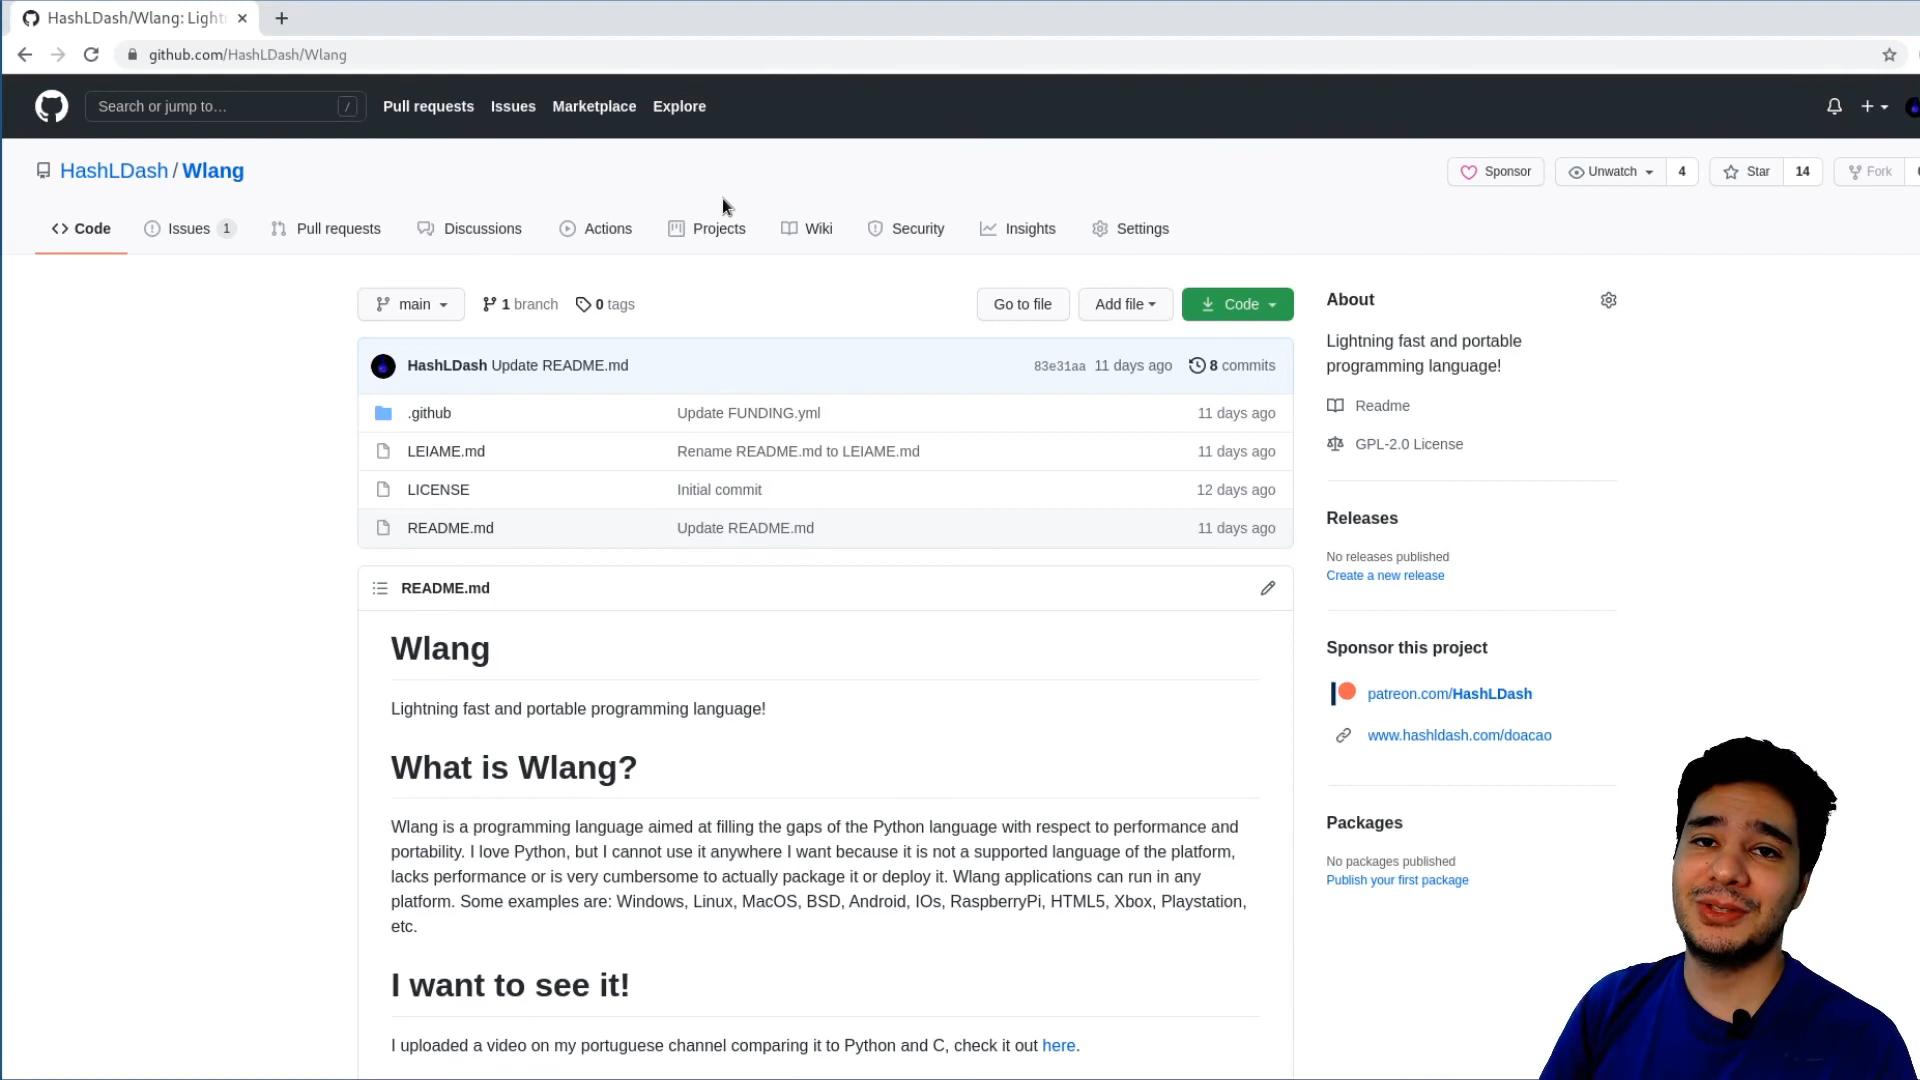 HashLDash/Wlang: Light
github.com/HashLDash/Wlang
Search or jump to… /
Pull requests Issues Marketplace Explore
HashLDash / Wlang
Sponsor Unwatch 4 Star 14 Fork
Code Issues 1 Pull requests Discussions Actions Projects Wiki Security Insights Settings
main 1 branch 0 tags Go to file Add file Code
HashLDash Update README.md 83e31aa 11 days ago 8 commits
.github Update FUNDING.yml 11 days ago
LEIAME.md Rename README.md to LEIAME.md 11 days ago
LICENSE Initial commit 12 days ago
README.md Update README.md 11 days ago
README.md
Wlang
Lightning fast and portable programming language!
What is Wlang?
Wlang is a programming language aimed at filling the gaps of the Python language with respect to performance and
portability. I love Python, but I cannot use it anywhere I want because it is not a supported language of the platform,
lacks performance or is very cumbersome to actually package it or deploy it. Wlang applications can run in any
platform. Some examples are: Windows, Linux, MacOS, BSD, Android, IOs, RaspberryPi, HTML5, Xbox, Playstation,
etc.
I want to see it!
I uploaded a video on my portuguese channel comparing it to Python and C, check it out here.
About
Lightning fast and portable
programming language!
Readme
GPL-2.0 License
Releases
No releases published
Create a new release
Sponsor this project
patreon.com/HashLDash
www.hashldash.com/doacao
Packages
No packages published
Publish your first package